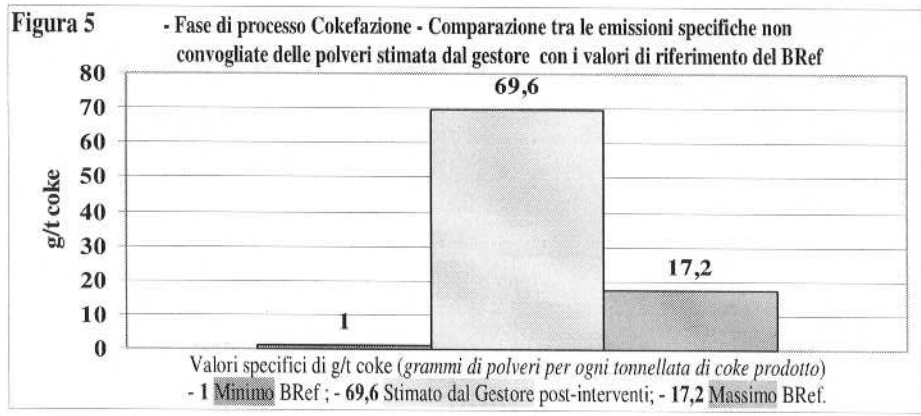 Figura 5
- Fase di processo Cokefazione - Comparazione tra le emissioni specifiche non
convogliate delle polveri stimata dal gestore con i valori di riferimento del BRef
80
70
60
50
40
30
20
10
0
g/t coke
1
69,6
17,2
Valori specifici di g/t coke (grammi di polveri per ogni tonnellata di coke prodotto)
- 1 Minimo BRef ; - 69,6 Stimato dal Gestore post-interventi; - 17,2 Massimo BRef.